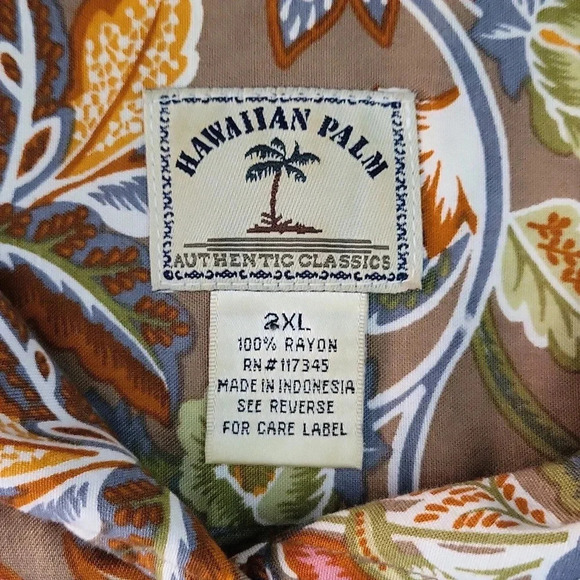 HAWAIIAN PALM
AUTHENTIC CLASSICS
2XL
100% RAYON
RN#117345
MADE IN INDONESIA
SEE REVERSE
FOR CARE LABEL